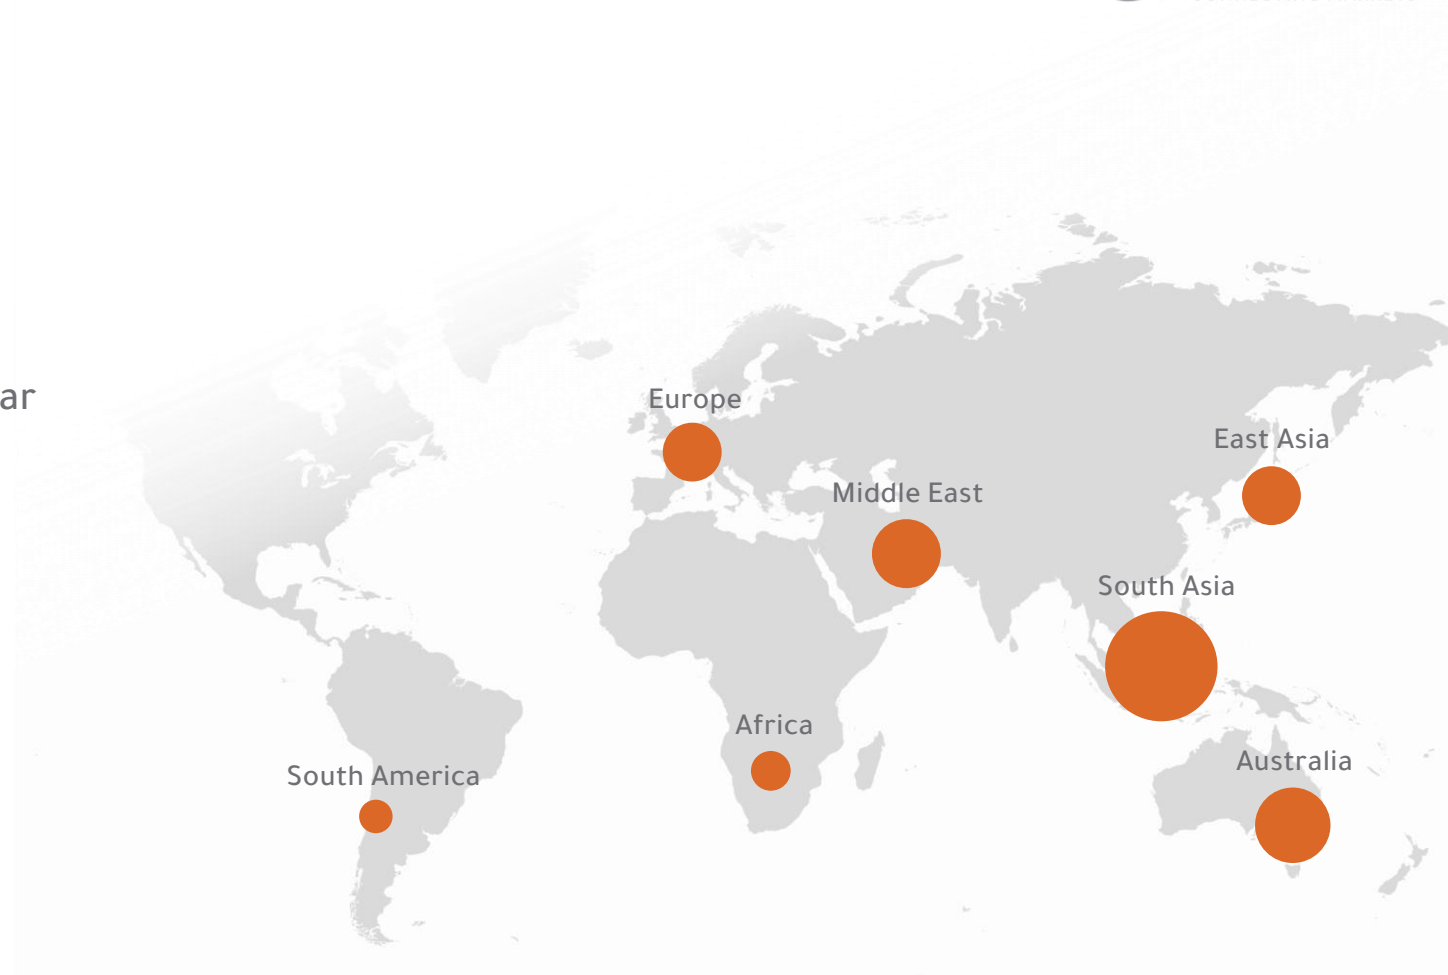 ar
Europe
East Asia
Middle East
South Asia
Africa
Australia
South America